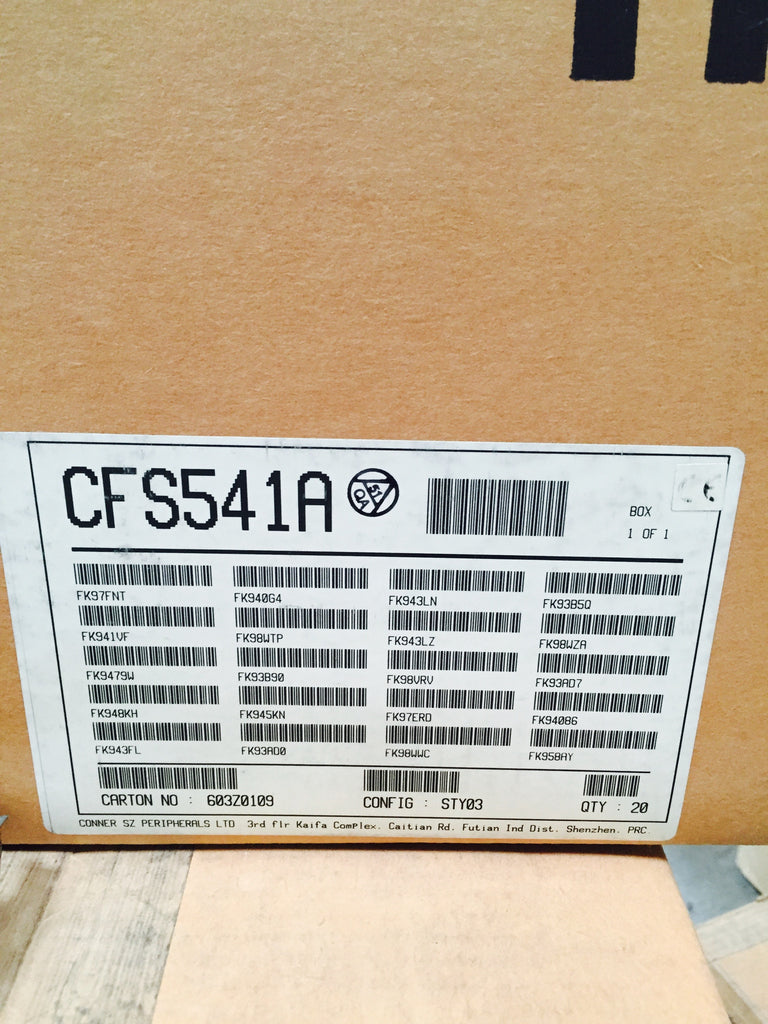 CFS541A
QA 51
BOX
1 OF 1
FK97FNT FK940G4 FK943LN FK93B5Q
FK941VF FK98WTP FK943LZ FK98WZA
FK9479W FK93B90 FK98VRV FK93AD7
FK948KH FK945KN FK97ERD FK94086
FK943FL FK93AD0 FK98WWC FK958AY
CARTON NO : 603Z0109 CONFIG : STY03 QTY : 20
CONNER SZ PERIPHERALS LTD 3rd flr Kaifa Complex. Caitian Rd. Futian Ind Dist. Shenzhen. PRC